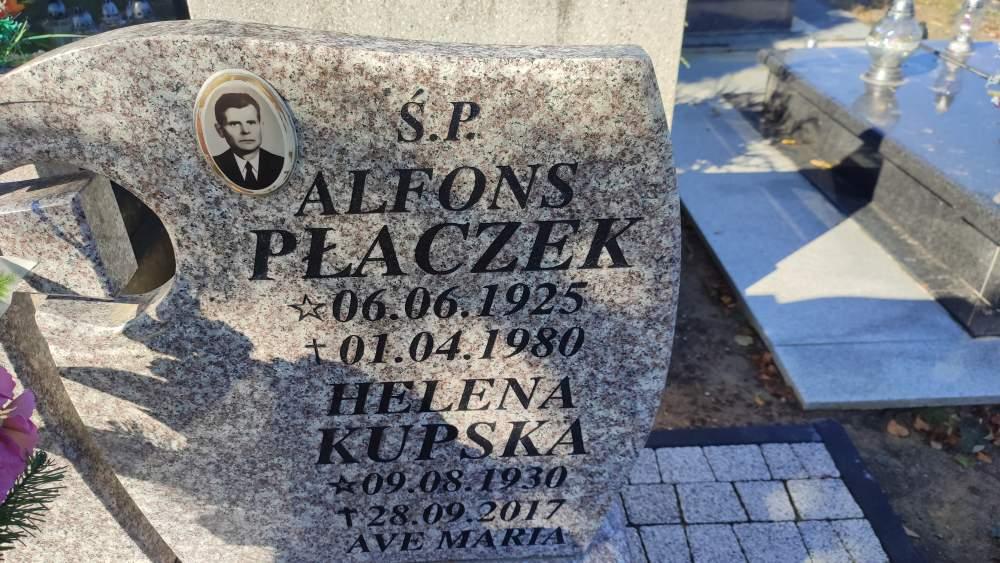 Ś.P.
ALFONS
PŁACZEK
☆06.06.1925
†01.04.1980
HELENA
KUPSKA
☆09.08.1930
†28.09.2017
AVE MARIA